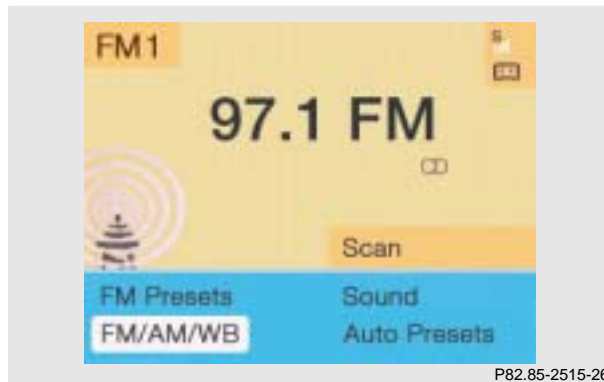 FM1
S
97.1 FM
Scan
FM Presets Sound
FM/AM/WB Auto Presets
P82.85-2515-26